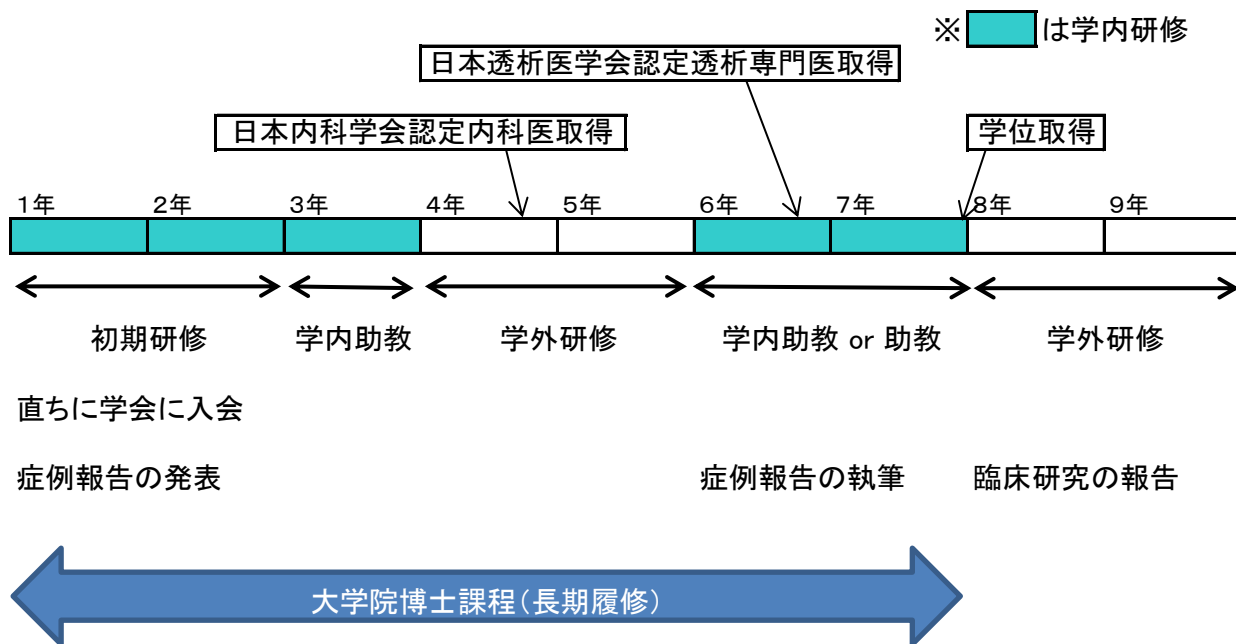 ※ は学内研修
日本透析医学会認定透析専門医取得
日本内科学会認定内科医取得
学位取得
1年 2年 3年 4年 5年 6年 7年 8年 9年
初期研修 学内助教 学外研修 学内助教 or 助教 学外研修
直ちに学会に入会
症例報告の発表 症例報告の執筆 臨床研究の報告
大学院博士課程(長期履修)